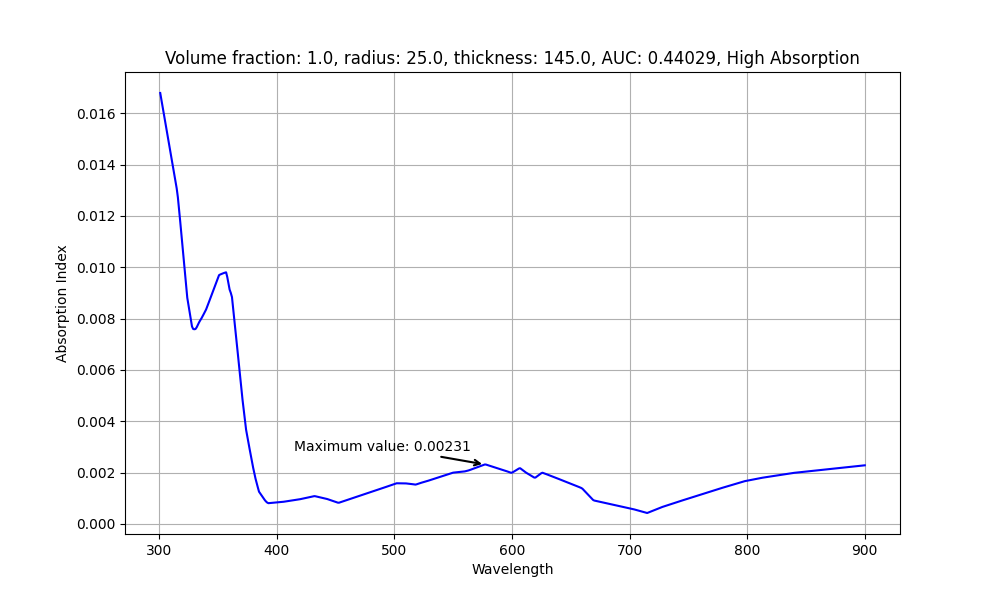 Volume fraction: 1.0, radius: 25.0, thickness: 145.0, AUC: 0.44029, High Absorption
Absorption Index
0.016
0.014
0.012
0.010
0.008
0.006
0.004
0.002
0.000
Maximum value: 0.00231
300 400 500 600 700 800 900
Wavelength